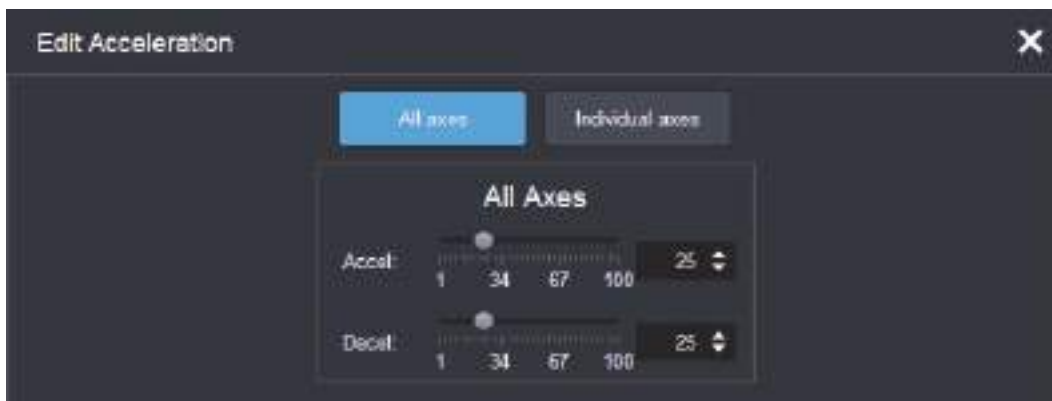 Edit Acceleration
All axes Individual axes
All Axes
Accel: 25
1 34 67 100
Decel: 25
1 34 67 100